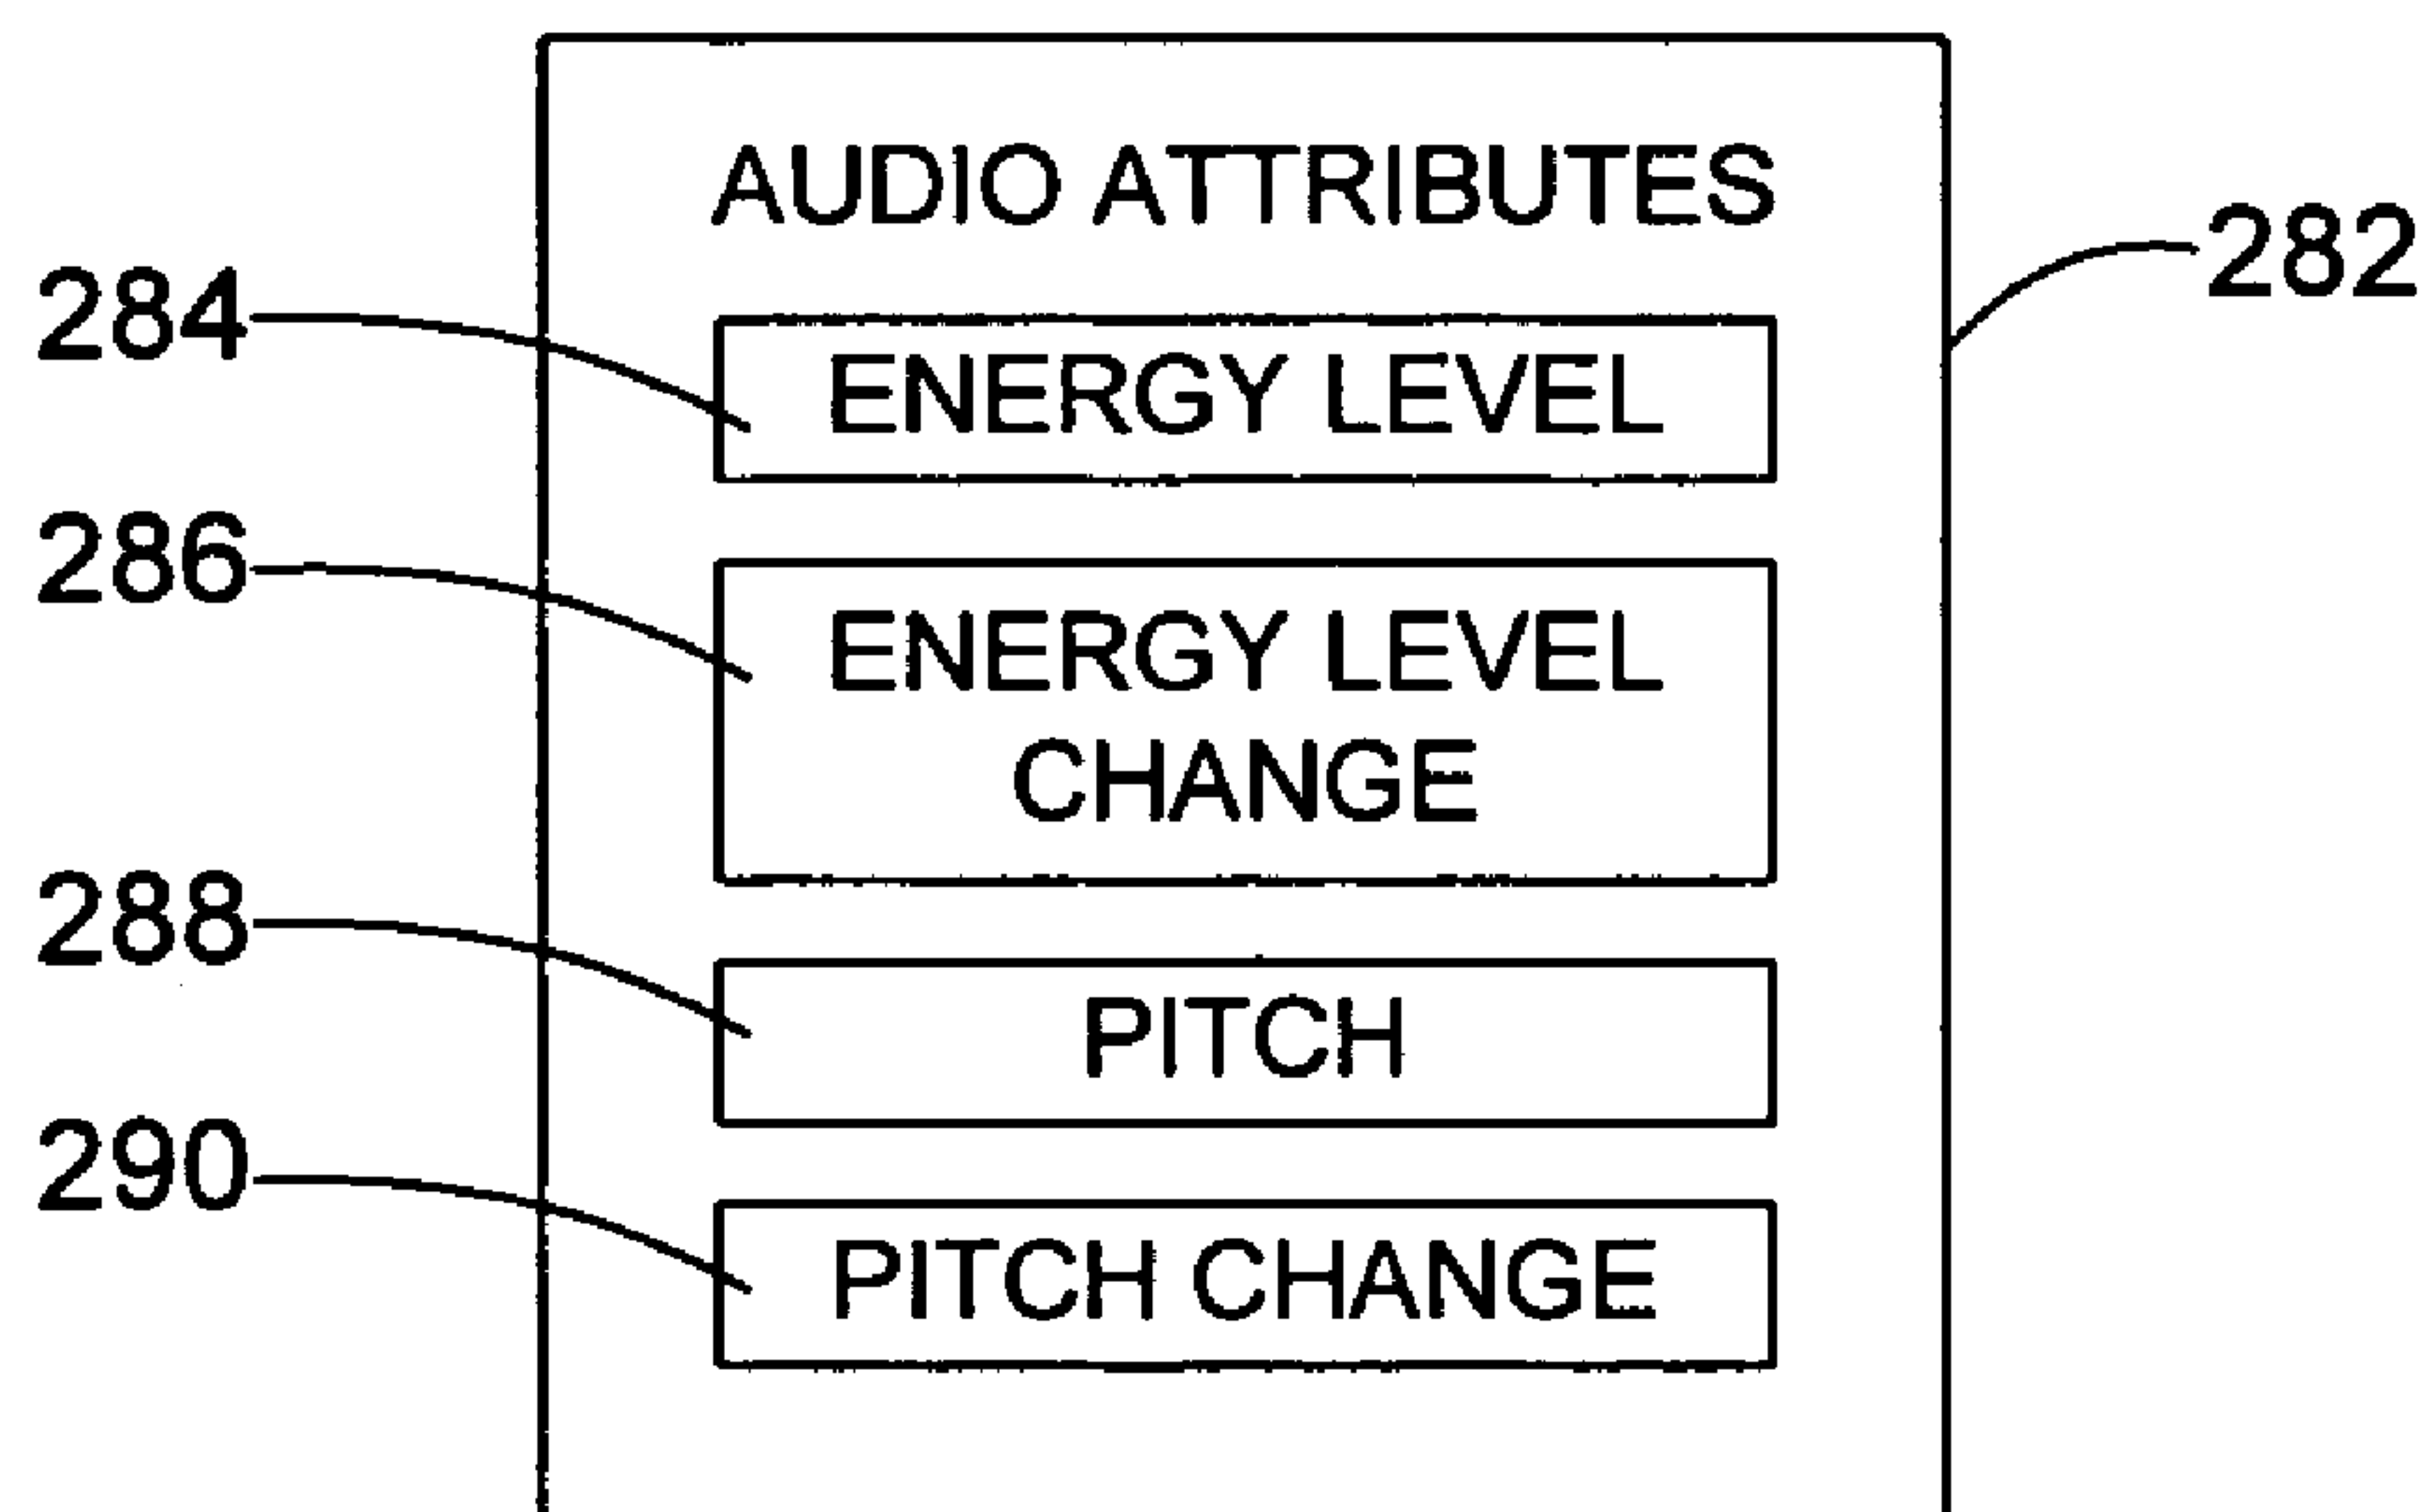 AUDIO ATTRIBUTES
282
284
ENERGY LEVEL
286
ENERGY LEVEL
CHANGE
288
PITCH
290
PITCH CHANGE